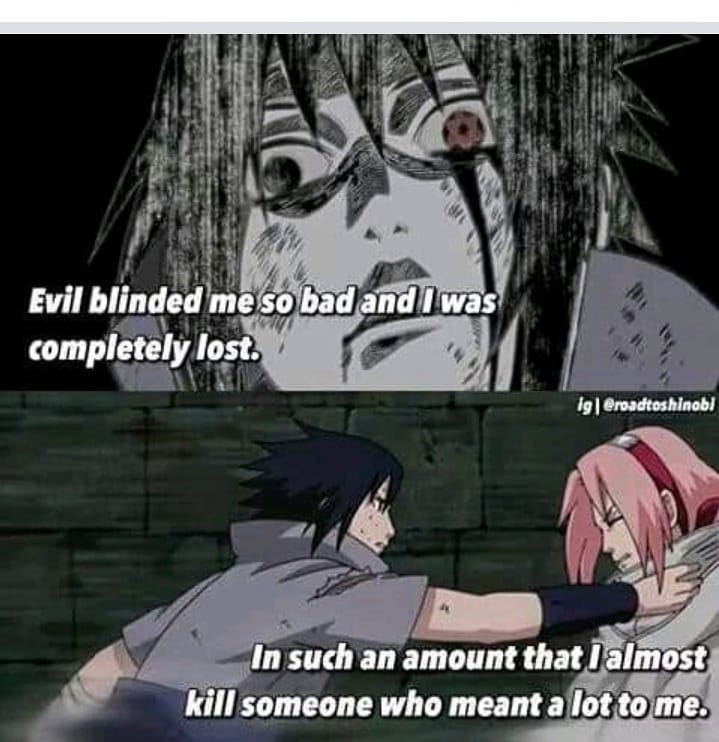 Evil blinded me so bad and I was
completely lost.
ig | @roadtoshinobi
In such an amount that I almost
kill someone who meant a lot to me.